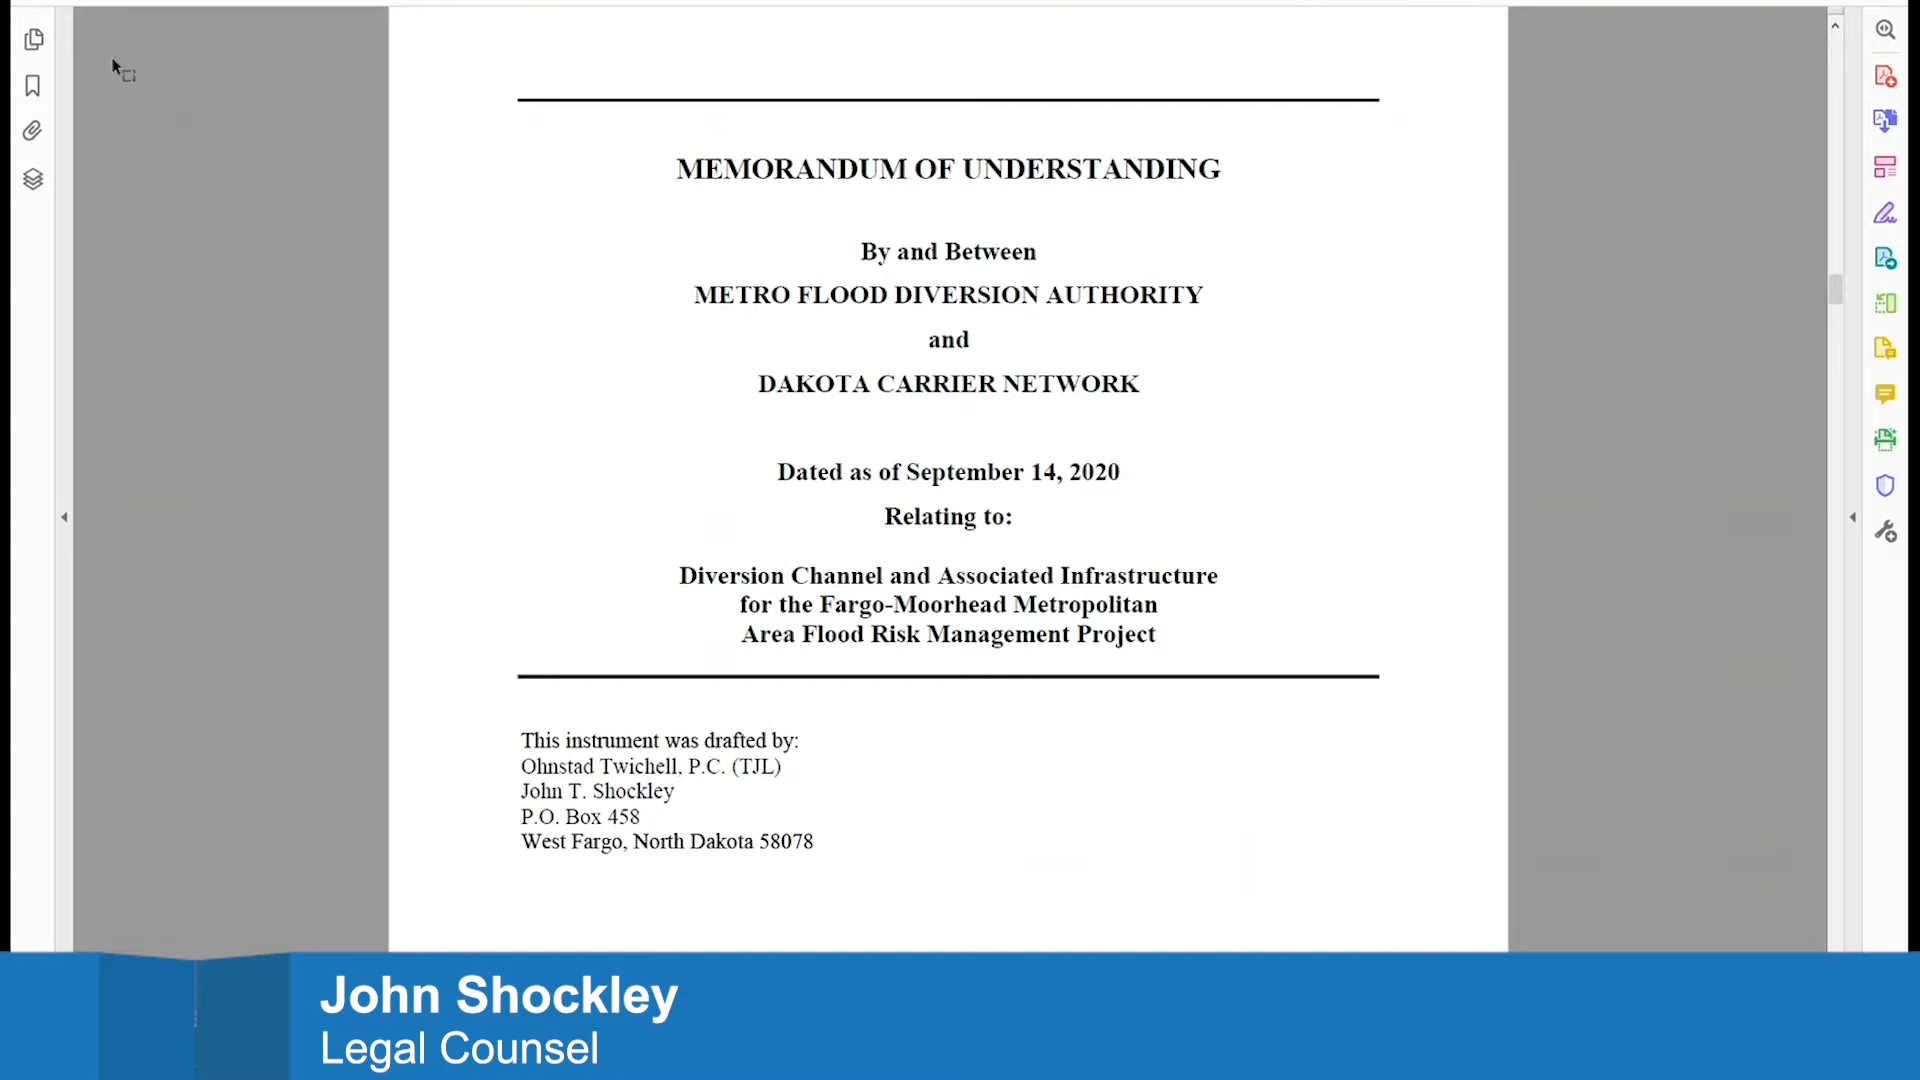 MEMORANDUM OF UNDERSTANDING
By and Between
METRO FLOOD DIVERSION AUTHORITY
and
DAKOTA CARRIER NETWORK
Dated as of September 14, 2020
Relating to:
Diversion Channel and Associated Infrastructure
for the Fargo-Moorhead Metropolitan
Area Flood Risk Management Project
This instrument was drafted by:
Ohnstad Twichell, P.C. (TJL)
John T. Shockley
P.O. Box 458
West Fargo, North Dakota 58078
John Shockley
Legal Counsel